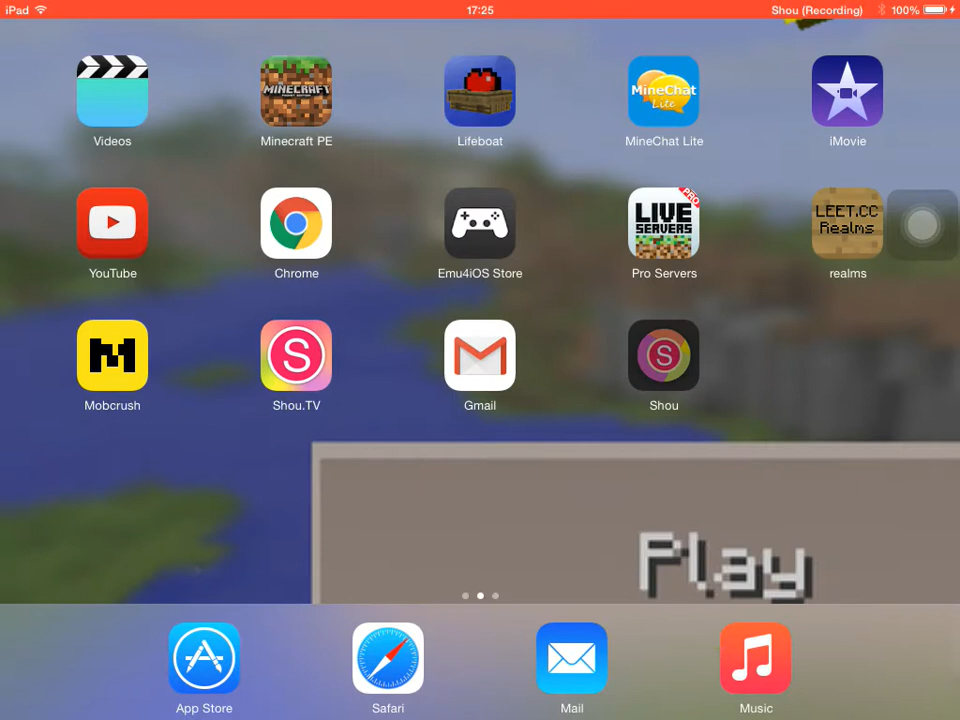 iPad 17:25 Shou (Recording) 100%
MINECRAFT
MineChat
Lite
Videos Minecraft PE Lifeboat MineChat Lite iMovie
PRO
LIVE
SERVERS
LEET.CC
Realms
YouTube Chrome Emu4iOS Store Pro Servers realms
M S S
Mobcrush Shou.TV Gmail Shou
Play
App Store Safari Mail Music